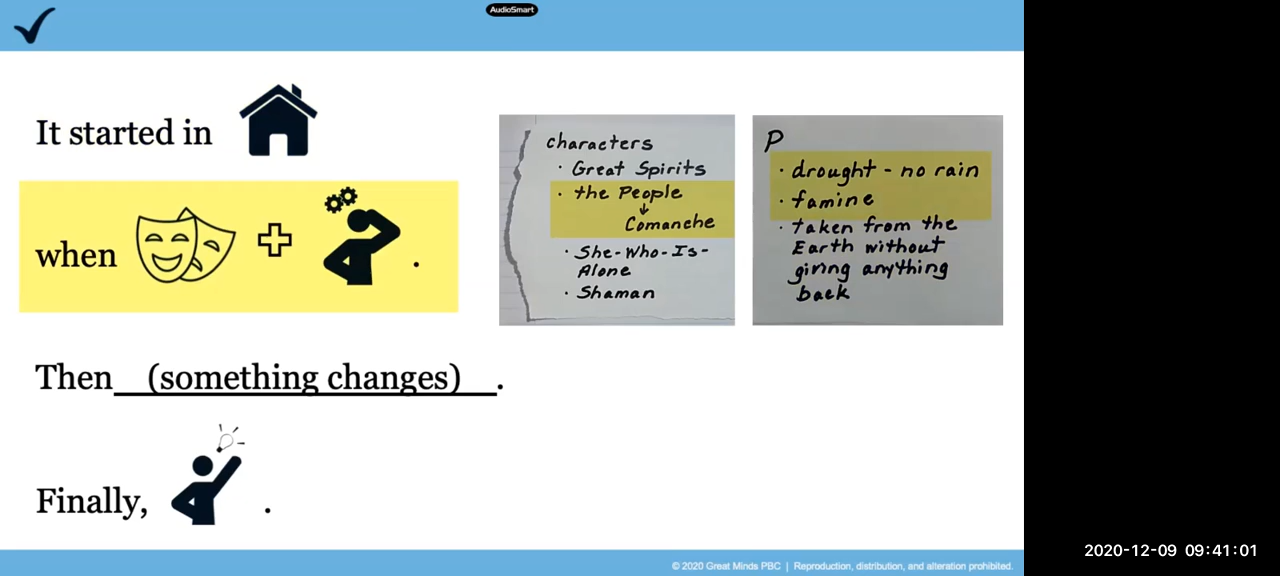 AudioSmart
It started in
when
.
Then (something changes) .
Finally,
.
characters
· Great Spirits
· the People
↓
Comanche
· She-Who-Is-
Alone
· Shaman
P
· drought - no rain
· famine
· taken from the
Earth without
giving anything
back
© 2020 Great Minds PBC | Reproduction, distribution, and alteration prohibited.
2020-12-09 09:41:01